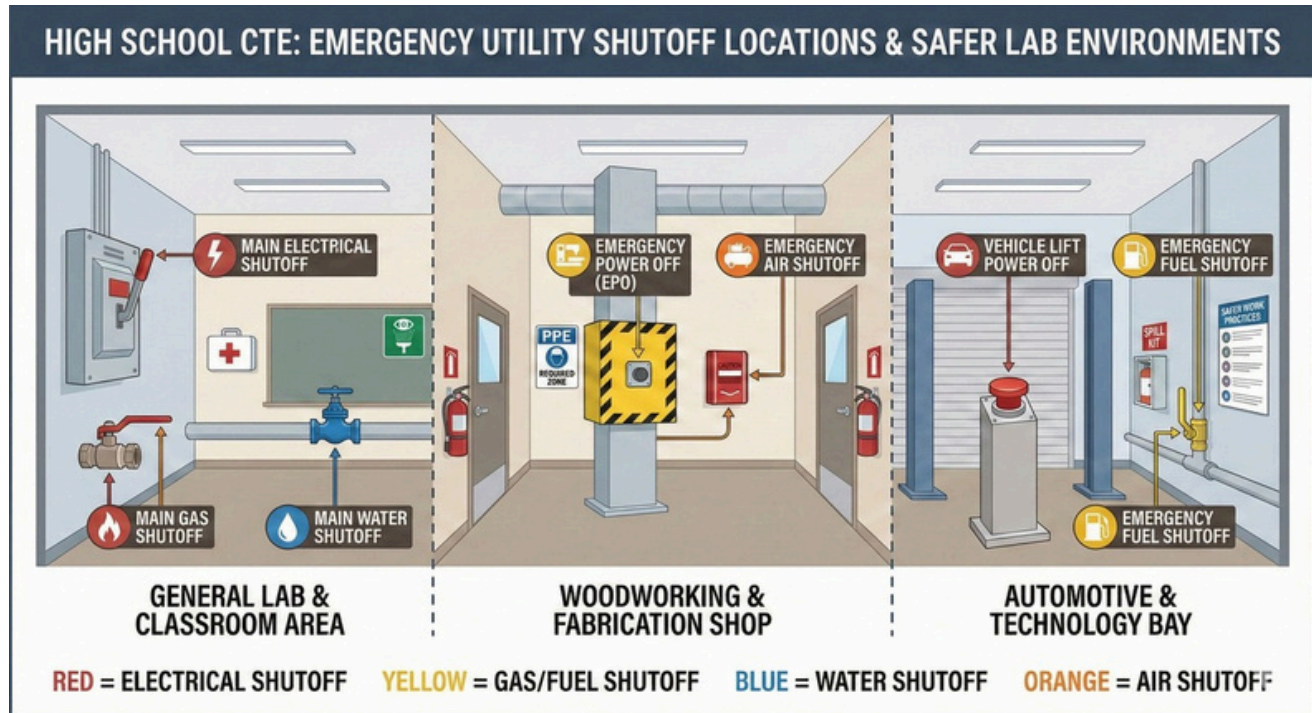 HIGH SCHOOL CTE: EMERGENCY UTILITY SHUTOFF LOCATIONS & SAFER LAB ENVIRONMENTS
MAIN ELECTRICAL
SHUTOFF
MAIN GAS
SHUTOFF
MAIN WATER
SHUTOFF
EMERGENCY
POWER OFF
(EPO)
EMERGENCY
AIR SHUTOFF
PPE
REQUIRED
ZONE
CAUTION
VEHICLE LIFT
POWER OFF
EMERGENCY
FUEL SHUTOFF
SPILL
KIT
SAFER WORK
PRACTICES
EMERGENCY
FUEL SHUTOFF
GENERAL LAB &
CLASSROOM AREA
WOODWORKING &
FABRICATION SHOP
AUTOMOTIVE &
TECHNOLOGY BAY
RED = ELECTRICAL SHUTOFF
YELLOW = GAS/FUEL SHUTOFF
BLUE = WATER SHUTOFF
ORANGE = AIR SHUTOFF